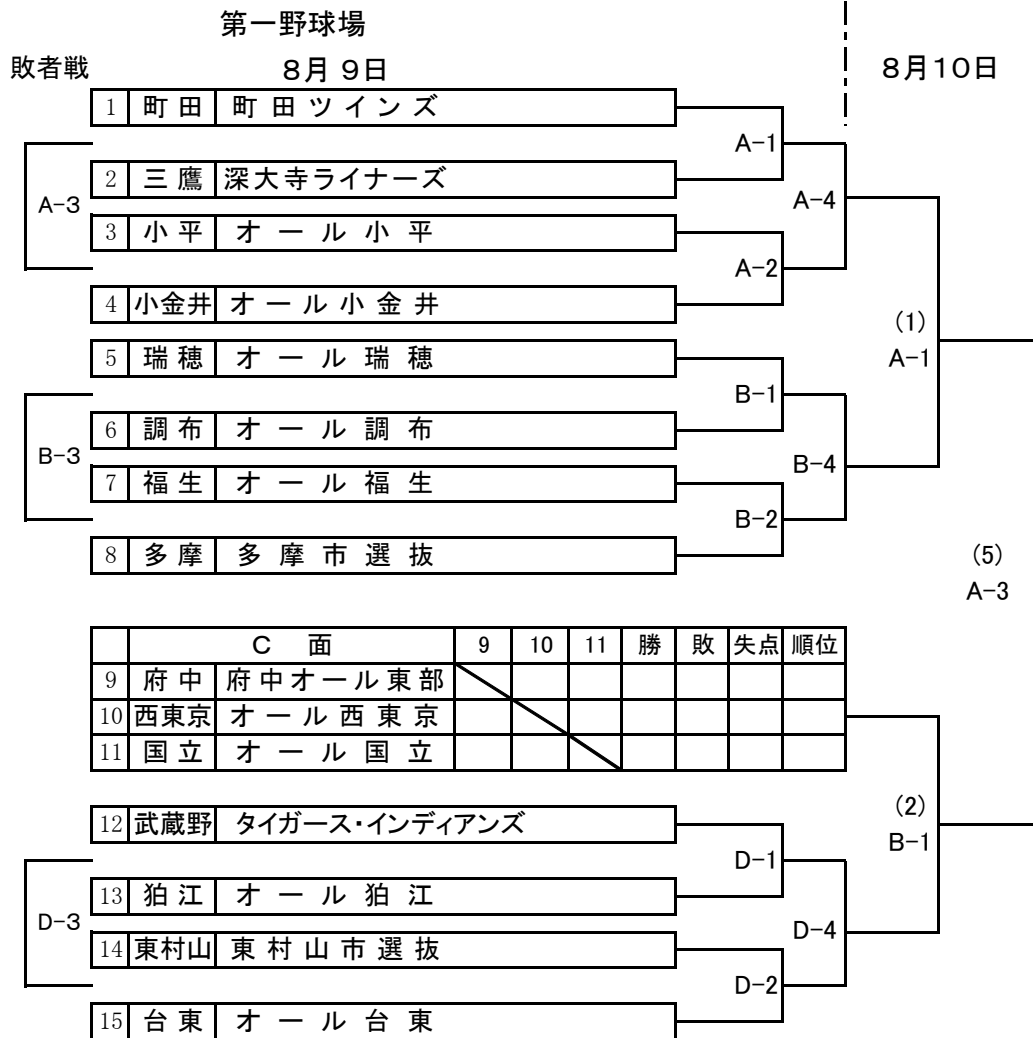 第一野球場
敗者戦 8月 9日 8月10日
1 町田 町田ツインズ
A-1
2 三鷹 深大寺ライナーズ
A-3 A-4
3 小平 オール小平
A-2
4 小金井 オール小金井
(1)
5 瑞穂 オール瑞穂
A-1
B-1
6 調布 オール調布
B-3 B-4
7 福生 オール福生
B-2
8 多摩 多摩市選抜
(5)
A-3
C 面 9 10 11 勝 敗 失点 順位
9 府中 府中オール東部
10 西東京 オール西東京
11 国立 オール国立
(2)
12 武蔵野 タイガース・インディアンズ
B-1
D-1
13 狛江 オール狛江
D-3 D-4
14 東村山 東村山市選抜
D-2
15 台東 オール台東